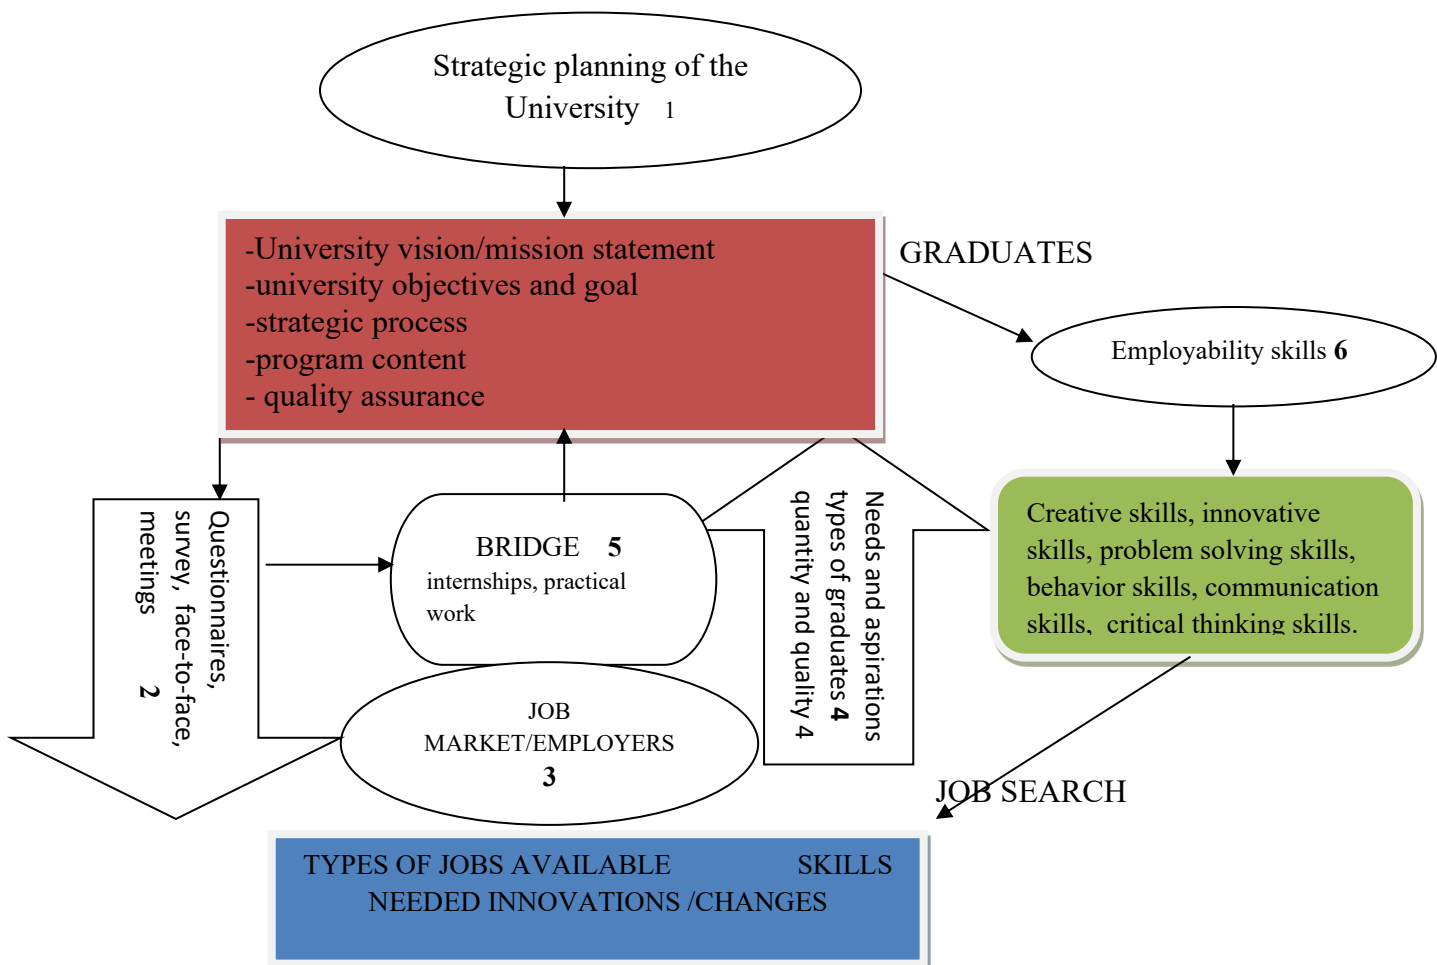 Strategic planning of the
University 1
-University vision/mission statement
-university objectives and goal
-strategic process
-program content
- quality assurance
GRADUATES
Employability skills 6
Questionnaires,
survey, face-to-face,
meetings 2
BRIDGE 5
internships, practical
work
Needs and aspirations
types of graduates 4
quantity and quality 4
Creative skills, innovative
skills, problem solving skills,
behavior skills, communication
skills, critical thinking skills.
JOB
MARKET/EMPLOYERS
3
JOB SEARCH
TYPES OF JOBS AVAILABLE SKILLS
NEEDED INNOVATIONS /CHANGES